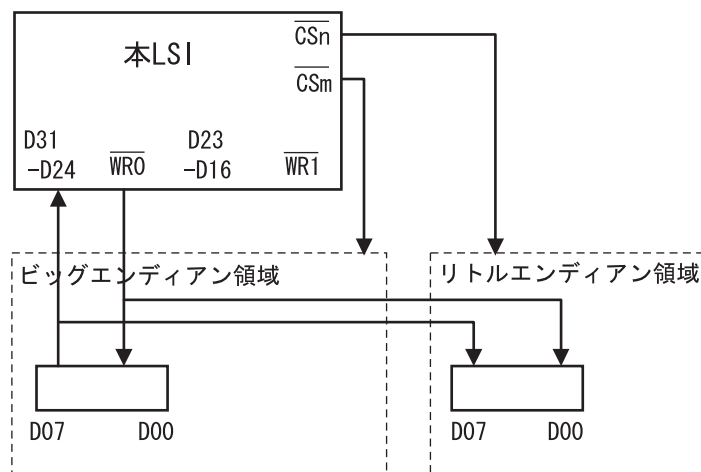 本LSI
CSn
CSm
D31
-D24
WR0
D23
-D16
WR1
ビッグエンディアン領域
リトルエンディアン領域
D07
D00
D07
D00